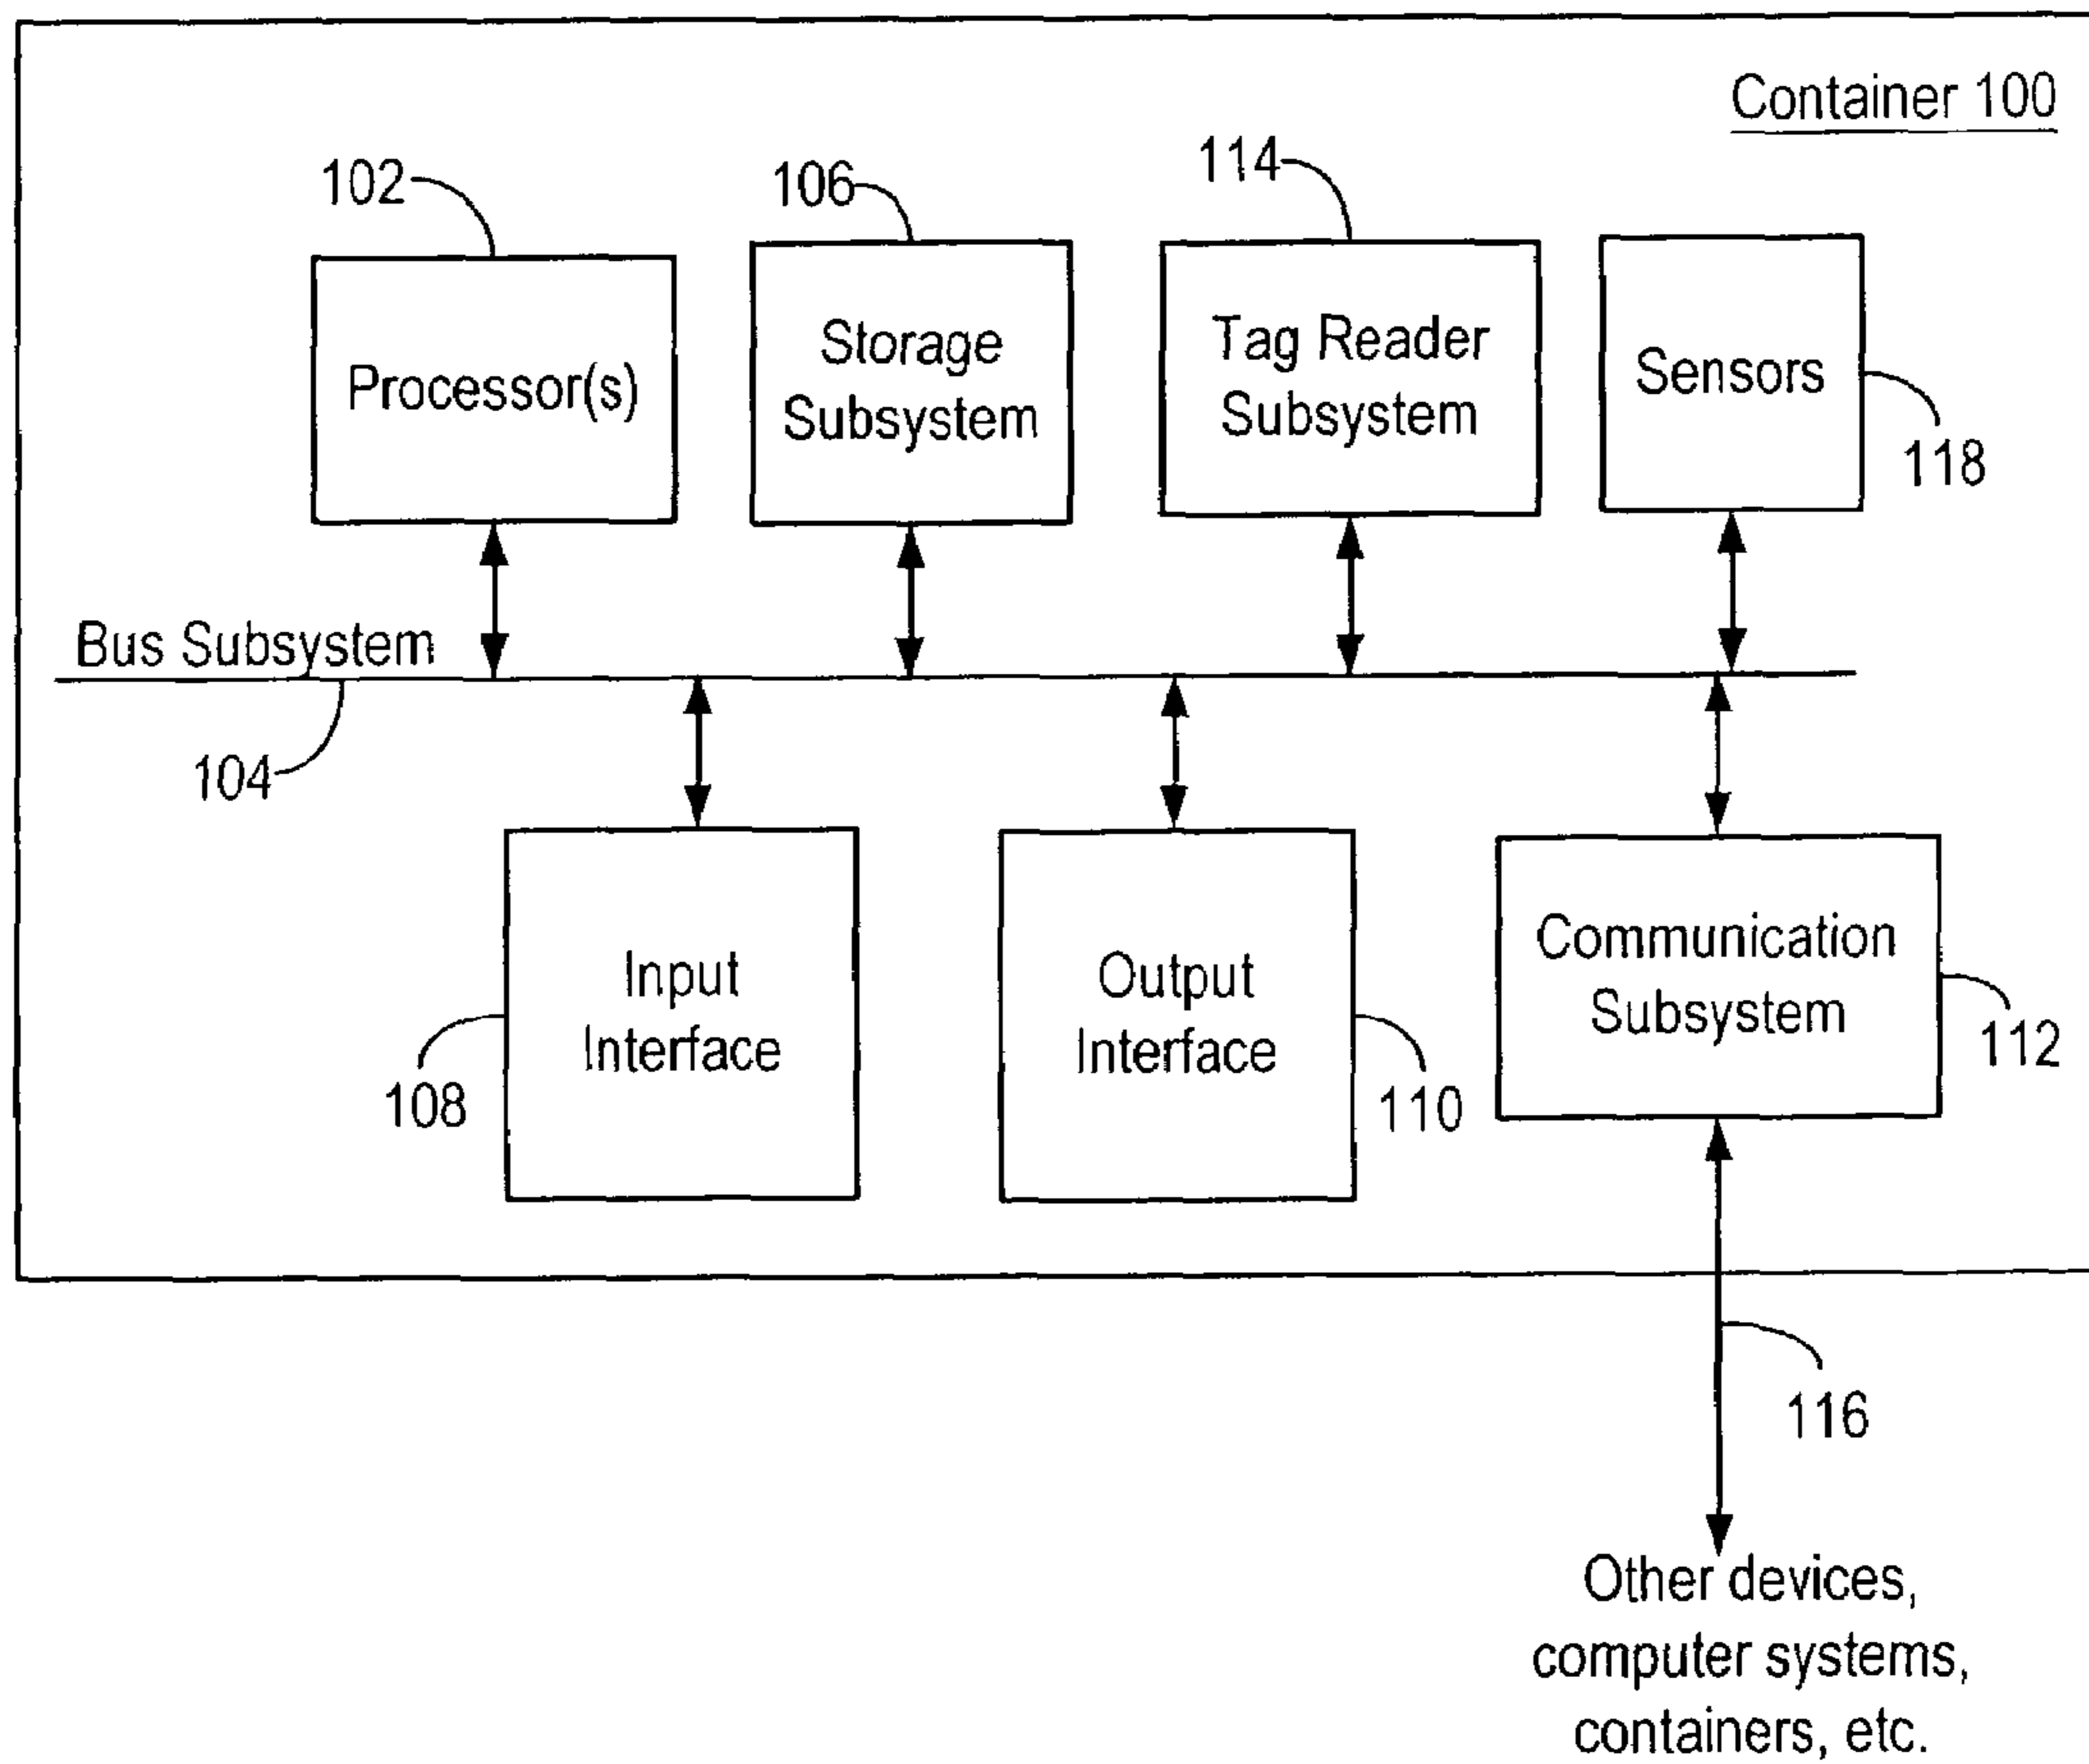 Container 100
102
106
114
Processor(s)
Storage
Subsystem
Tag Reader
Subsystem
Sensors
118
Bus Subsystem
104
Input
Interface
108
Output
Interface
110
Communication
Subsystem
112
116
Other devices,
computer systems,
containers, etc.